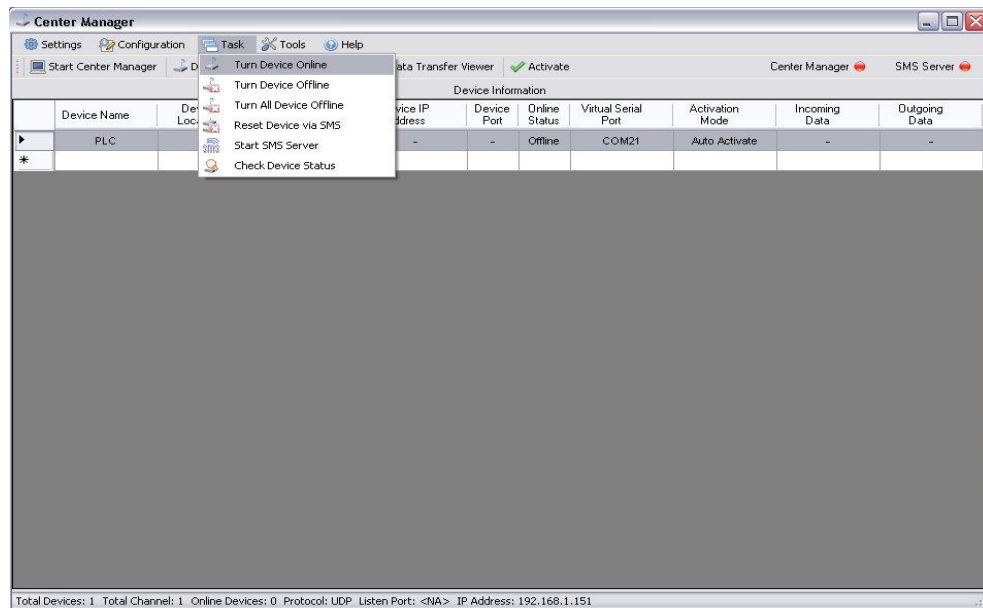 Center Manager
Settings Configuration Task Tools Help
Start Center Manager D ata Transfer Viewer Activate Center Manager SMS Server
Turn Device Online
Turn Device Offline
Turn All Device Offline
Reset Device via SMS
Start SMS Server
Check Device Status
Device Information
Device Name De Loc vice IP ddress Device Port Online Status Virtual Serial Port Activation Mode Incoming Data Outgoing Data
PLC - - Offline COM21 Auto Activate - -
Total Devices: 1 Total Channel: 1 Online Devices: 0 Protocol: UDP Listen Port: <NA> IP Address: 192.168.1.151